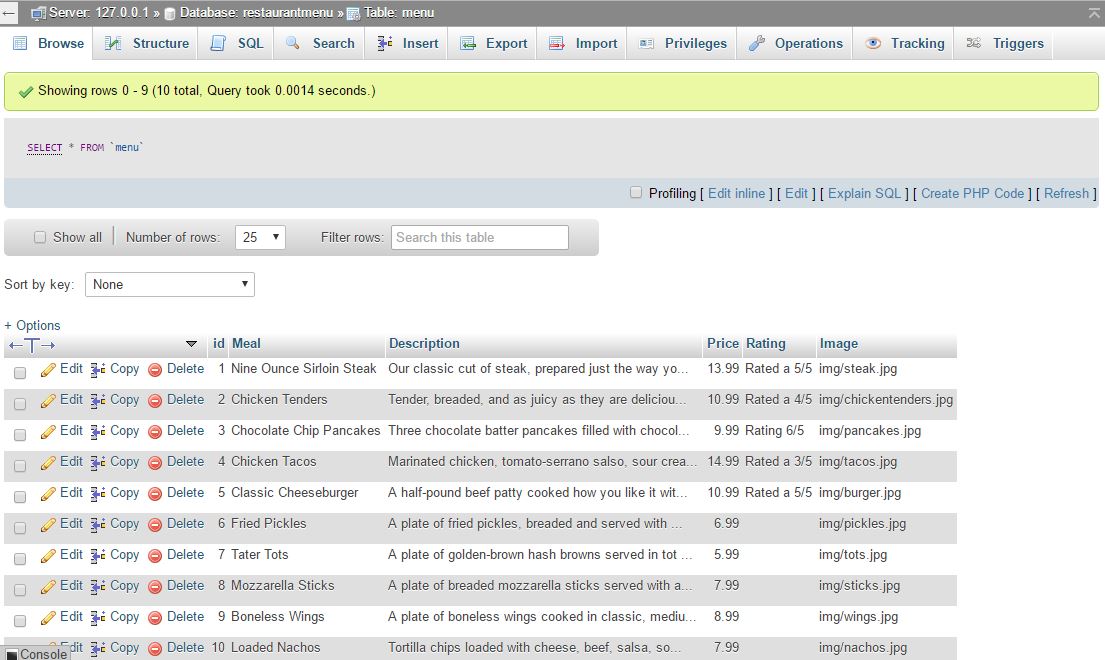 Server: 127.0.0.1 » Database: restaurantmenu » Table: menu
Browse Structure SQL Search Insert Export Import Privileges Operations Tracking Triggers
Showing rows 0 - 9 (10 total, Query took 0.0014 seconds.)
SELECT * FROM `menu`
Profiling [ Edit inline ] [ Edit ] [ Explain SQL ] [ Create PHP Code ] [ Refresh ]
Show all Number of rows: 25 Filter rows: Search this table
Sort by key: None
+ Options
←T→ id Meal Description Price Rating Image
Edit Copy Delete 1 Nine Ounce Sirloin Steak Our classic cut of steak, prepared just the way yo... 13.99 Rated a 5/5 img/steak.jpg
Edit Copy Delete 2 Chicken Tenders Tender, breaded, and as juicy as they are deliciou... 10.99 Rated a 4/5 img/chickentenders.jpg
Edit Copy Delete 3 Chocolate Chip Pancakes Three chocolate batter pancakes filled with chocol... 9.99 Rating 6/5 img/pancakes.jpg
Edit Copy Delete 4 Chicken Tacos Marinated chicken, tomato-serrano salso, sour crea... 14.99 Rated a 3/5 img/tacos.jpg
Edit Copy Delete 5 Classic Cheeseburger A half-pound beef patty cooked how you like it wit... 10.99 Rated a 5/5 img/burger.jpg
Edit Copy Delete 6 Fried Pickles A plate of fried pickles, breaded and served with ... 6.99 img/pickles.jpg
Edit Copy Delete 7 Tater Tots A plate of golden-brown hash browns served in tot ... 5.99 img/tots.jpg
Edit Copy Delete 8 Mozzarella Sticks A plate of breaded mozzarella sticks served with a... 7.99 img/sticks.jpg
Edit Copy Delete 9 Boneless Wings A plate of boneless wings cooked in classic, mediu... 8.99 img/wings.jpg
Edit Copy Delete 10 Loaded Nachos Tortilla chips loaded with cheese, beef, salsa, so... 7.99 img/nachos.jpg
Console